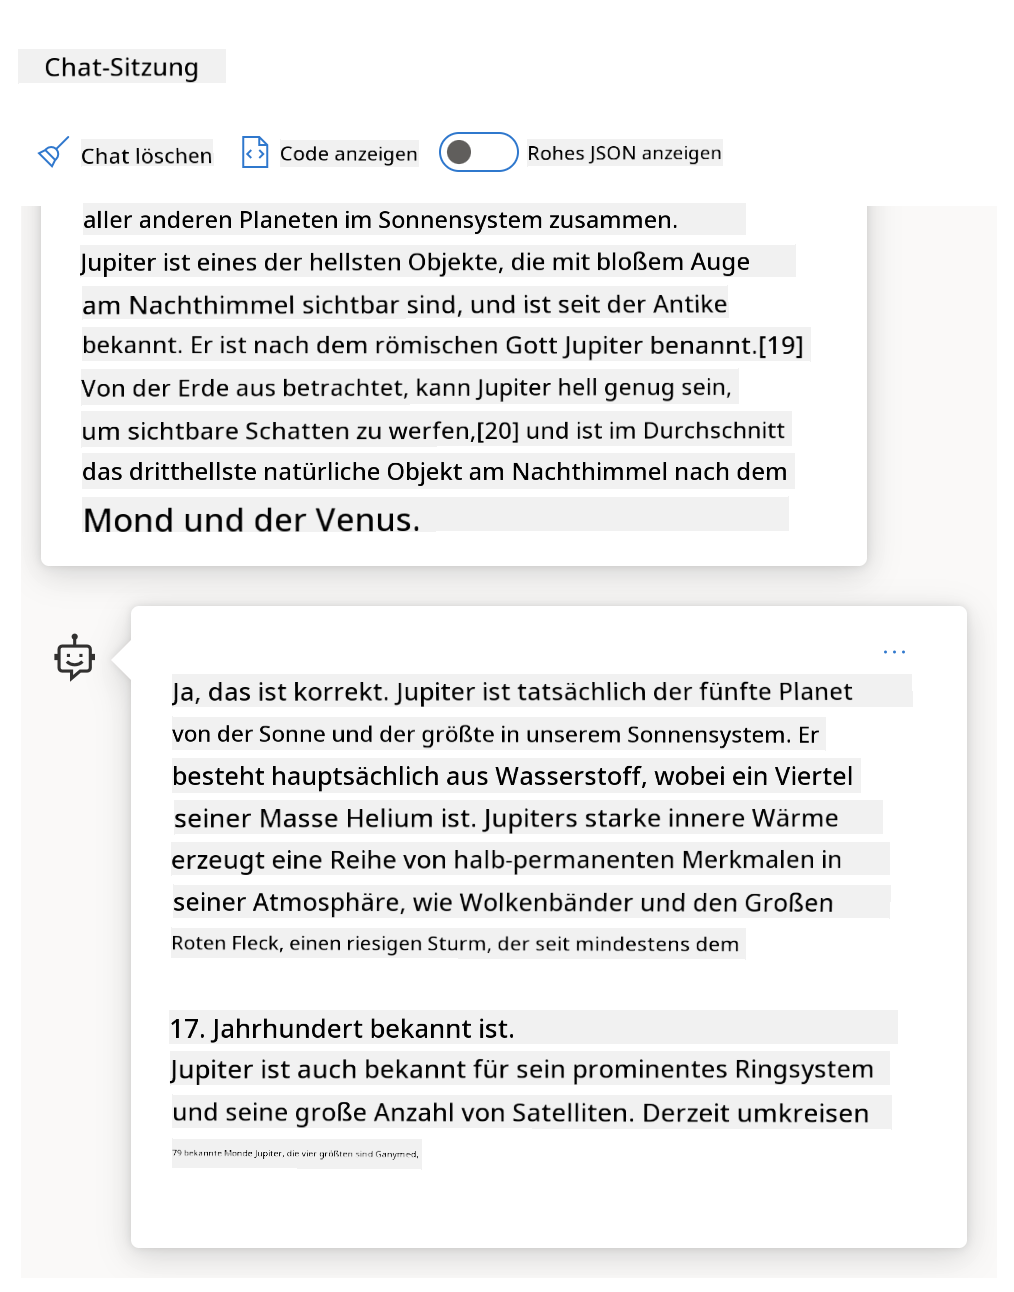 Chat-Sitzung
Chat löschen
Code anzeigen
Rohes JSON anzeigen
aller anderen Planeten im Sonnensystem zusammen.
Jupiter ist eines der hellsten Objekte, die mit bloßem Auge
am Nachthimmel sichtbar sind, und ist seit der Antike
bekannt. Er ist nach dem römischen Gott Jupiter benannt.[19]
Von der Erde aus betrachtet, kann Jupiter hell genug sein,
um sichtbare Schatten zu werfen,[20] und ist im Durchschnitt
das dritthellste natürliche Objekt am Nachthimmel nach dem
Mond und der Venus.
Ja, das ist korrekt. Jupiter ist tatsächlich der fünfte Planet
von der Sonne und der größte in unserem Sonnensystem. Er
besteht hauptsächlich aus Wasserstoff, wobei ein Viertel
seiner Masse Helium ist. Jupiters starke innere Wärme
erzeugt eine Reihe von halb-permanenten Merkmalen in
seiner Atmosphäre, wie Wolkenbänder und den Großen
Roten Fleck, einen riesigen Sturm, der seit mindestens dem
17. Jahrhundert bekannt ist.
Jupiter ist auch bekannt für sein prominentes Ringsystem
und seine große Anzahl von Satelliten. Derzeit umkreisen
79 bekannte Monde Jupiter, die vier größten sind Ganymed,